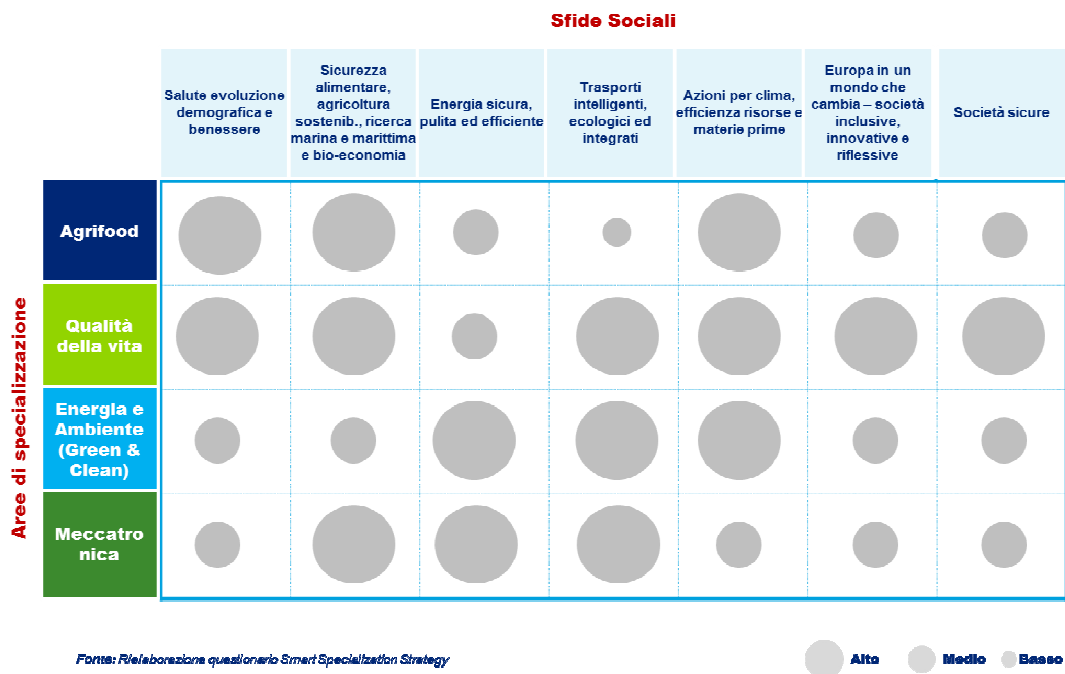 Sfide Sociali
Salute evoluzione
demografica e
benessere
Sicurezza
alimentare,
agricoltura
sostenib., ricerca
marina e marittima
e bio-economia
Energia sicura,
pulita ed efficiente
Trasporti
intelligenti,
ecologici ed
integrati
Azioni per clima,
efficienza risorse e
materie prime
Europa in un
mondo che
cambia – società
inclusive,
innovative e
riflessive
Società sicure
Aree di specializzazione
Agrifood
Qualità
della vita
Energia e
Ambiente
(Green &
Clean)
Meccatro
nica
Fonte: Rielaborazione questionario Smart Specialization Strategy
Alto
Medio
Basso